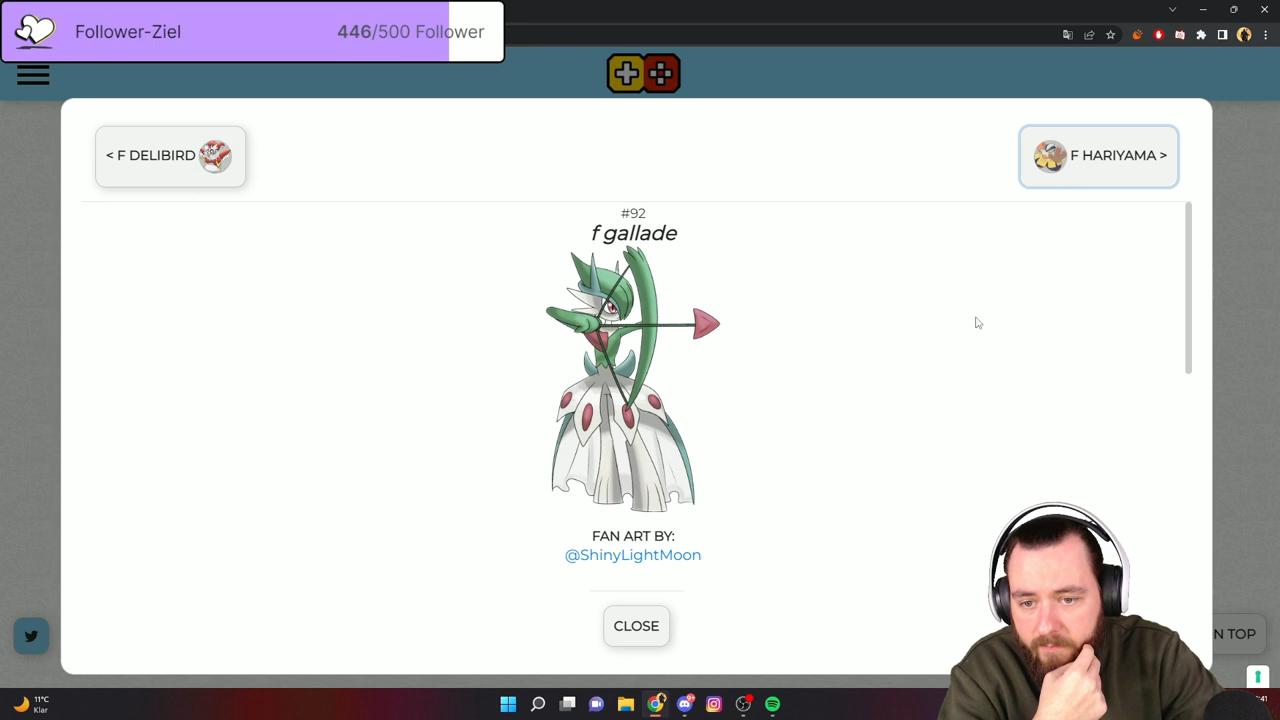 Follower-Ziel 446/500 Follower
< F DELIBIRD
F HARIYAMA >
#92
f gallade
FAN ART BY:
@ShinyLightMoon
CLOSE
N TOP
11°C
Klar